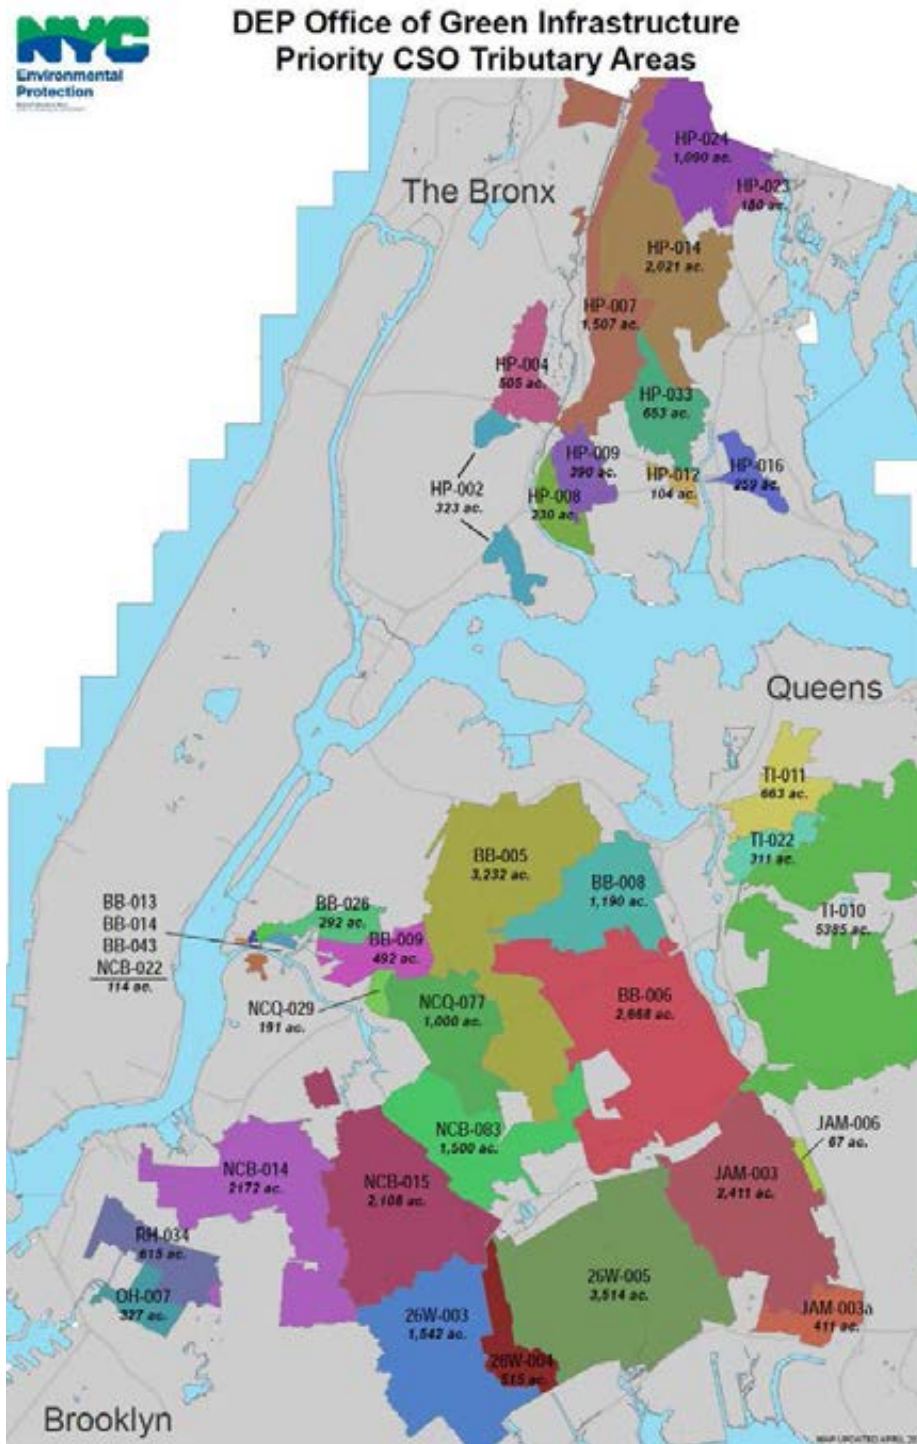 NYC
Environmental
Protection
DEP Office of Green Infrastructure
Priority CSO Tributary Areas
The Bronx
HP-024
1,090 ac.
HP-023
180 ac.
HP-014
2,021 ac.
HP-007
1,507 ac.
HP-004
505 ac.
HP-033
653 ac.
HP-009
390 ac.
HP-012
104 ac.
HP-016
259 ac.
HP-002
323 ac.
HP-008
230 ac.
Queens
TI-011
663 ac.
TI-022
311 ac.
BB-005
3,232 ac.
BB-008
1,190 ac.
BB-013
BB-014
BB-043
NCB-022
114 ac.
BB-026
292 ac.
BB-009
492 ac.
TI-010
5385 ac.
NCQ-029
191 ac.
NCQ-077
1,000 ac.
BB-006
2,668 ac.
NCB-083
1,500 ac.
JAM-006
67 ac.
NCB-014
2172 ac.
NCB-015
2,108 ac.
JAM-003
2,411 ac.
RH-034
615 ac.
OH-007
327 ac.
26W-005
3,514 ac.
26W-003
1,542 ac.
JAM-003a
411 ac.
26W-004
515 ac.
Brooklyn
MAP UPDATED APRIL